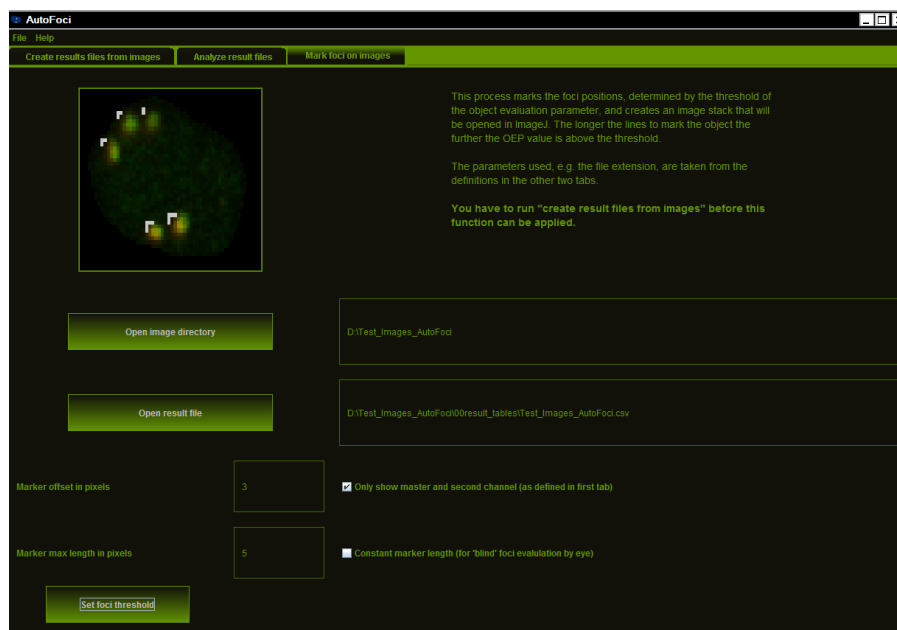 AutoFoci
File Help
Create results files from images Analyze result files Mark foci on images
This process marks the foci positions, determined by the threshold of
the object evaluation parameter, and creates an image stack that will
be opened in ImageJ. The longer the lines to mark the object the
further the OEP value is above the threshold.
The parameters used, e.g. the file extension, are taken from the
definitions in the other two tabs.
You have to run "create result files from images" before this
function can be applied.
Open image directory
D:\Test_Images_AutoFoci
Open result file
D:\Test_Images_AutoFoci\00result_tables\Test_Images_AutoFoci.csv
Marker offset in pixels
3
Only show master and second channel (as defined in first tab)
Marker max length in pixels
5
Constant marker length (for 'blind' foci evalulation by eye)
Set foci threshold